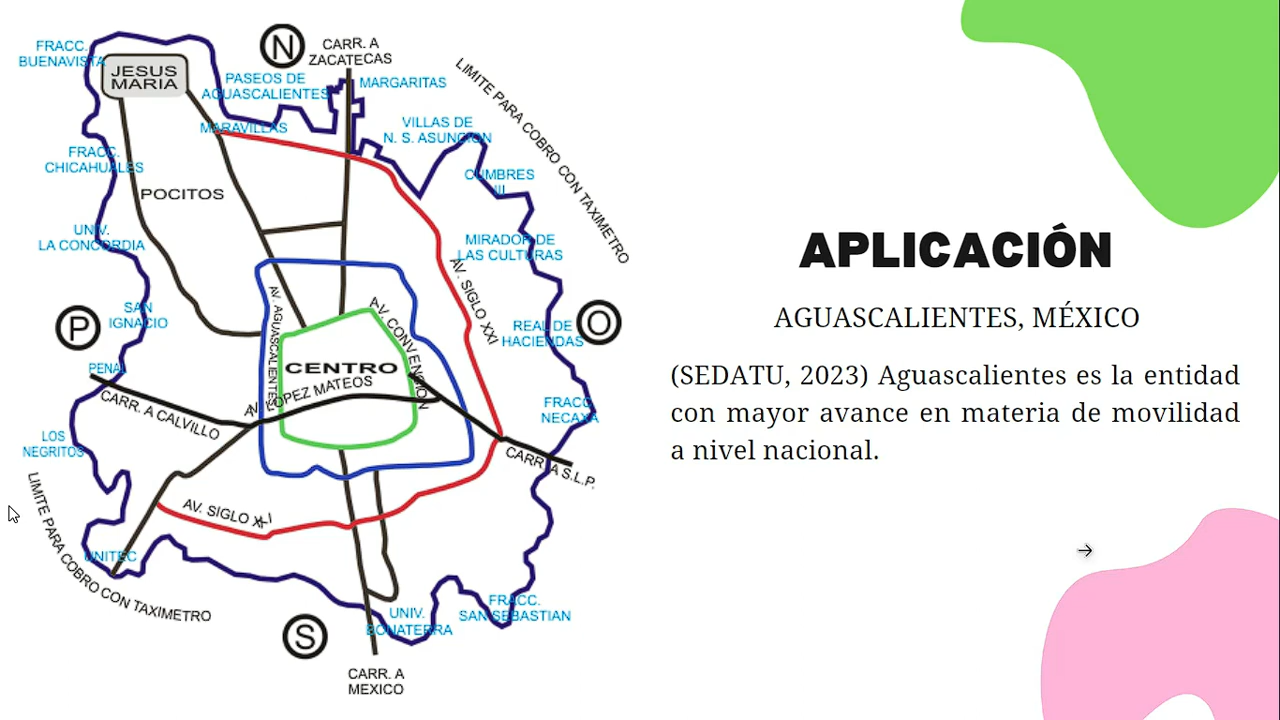 FRACC.
BUENAVISTA
JESUS
MARIA
N
CARR. A
ZACATECAS
PASEOS DE
AGUASCALIENTES
MARGARITAS
LIMITE PARA COBRO CON TAXIMETRO
MARAVILLAS
VILLAS DE
N. S. ASUNCION
FRACC.
CHICAHUALES
POCITOS
CUMBRES
III
UNIV.
LA CONCORDIA
MIRADOR DE
LAS CULTURAS
AV. SIGLO XXI
SAN
IGNACIO
P
AV. AGUASCALIENTES
AV. CONVENCION
REAL DE
HACIENDAS
O
CENTRO
PENAL
AV. LOPEZ MATEOS
CARR. A CALVILLO
FRACC.
NECAXA
LOS
NEGRITOS
CARR. A S.L.P.
LIMITE PARA COBRO CON TAXIMETRO
AV. SIGLO XXI
UNITEC
S
UNIV.
BONATERRA
FRACC.
SAN SEBASTIAN
CARR. A
MEXICO
APLICACIÓN
AGUASCALIENTES, MÉXICO
(SEDATU, 2023) Aguascalientes es la entidad
con mayor avance en materia de movilidad
a nivel nacional.